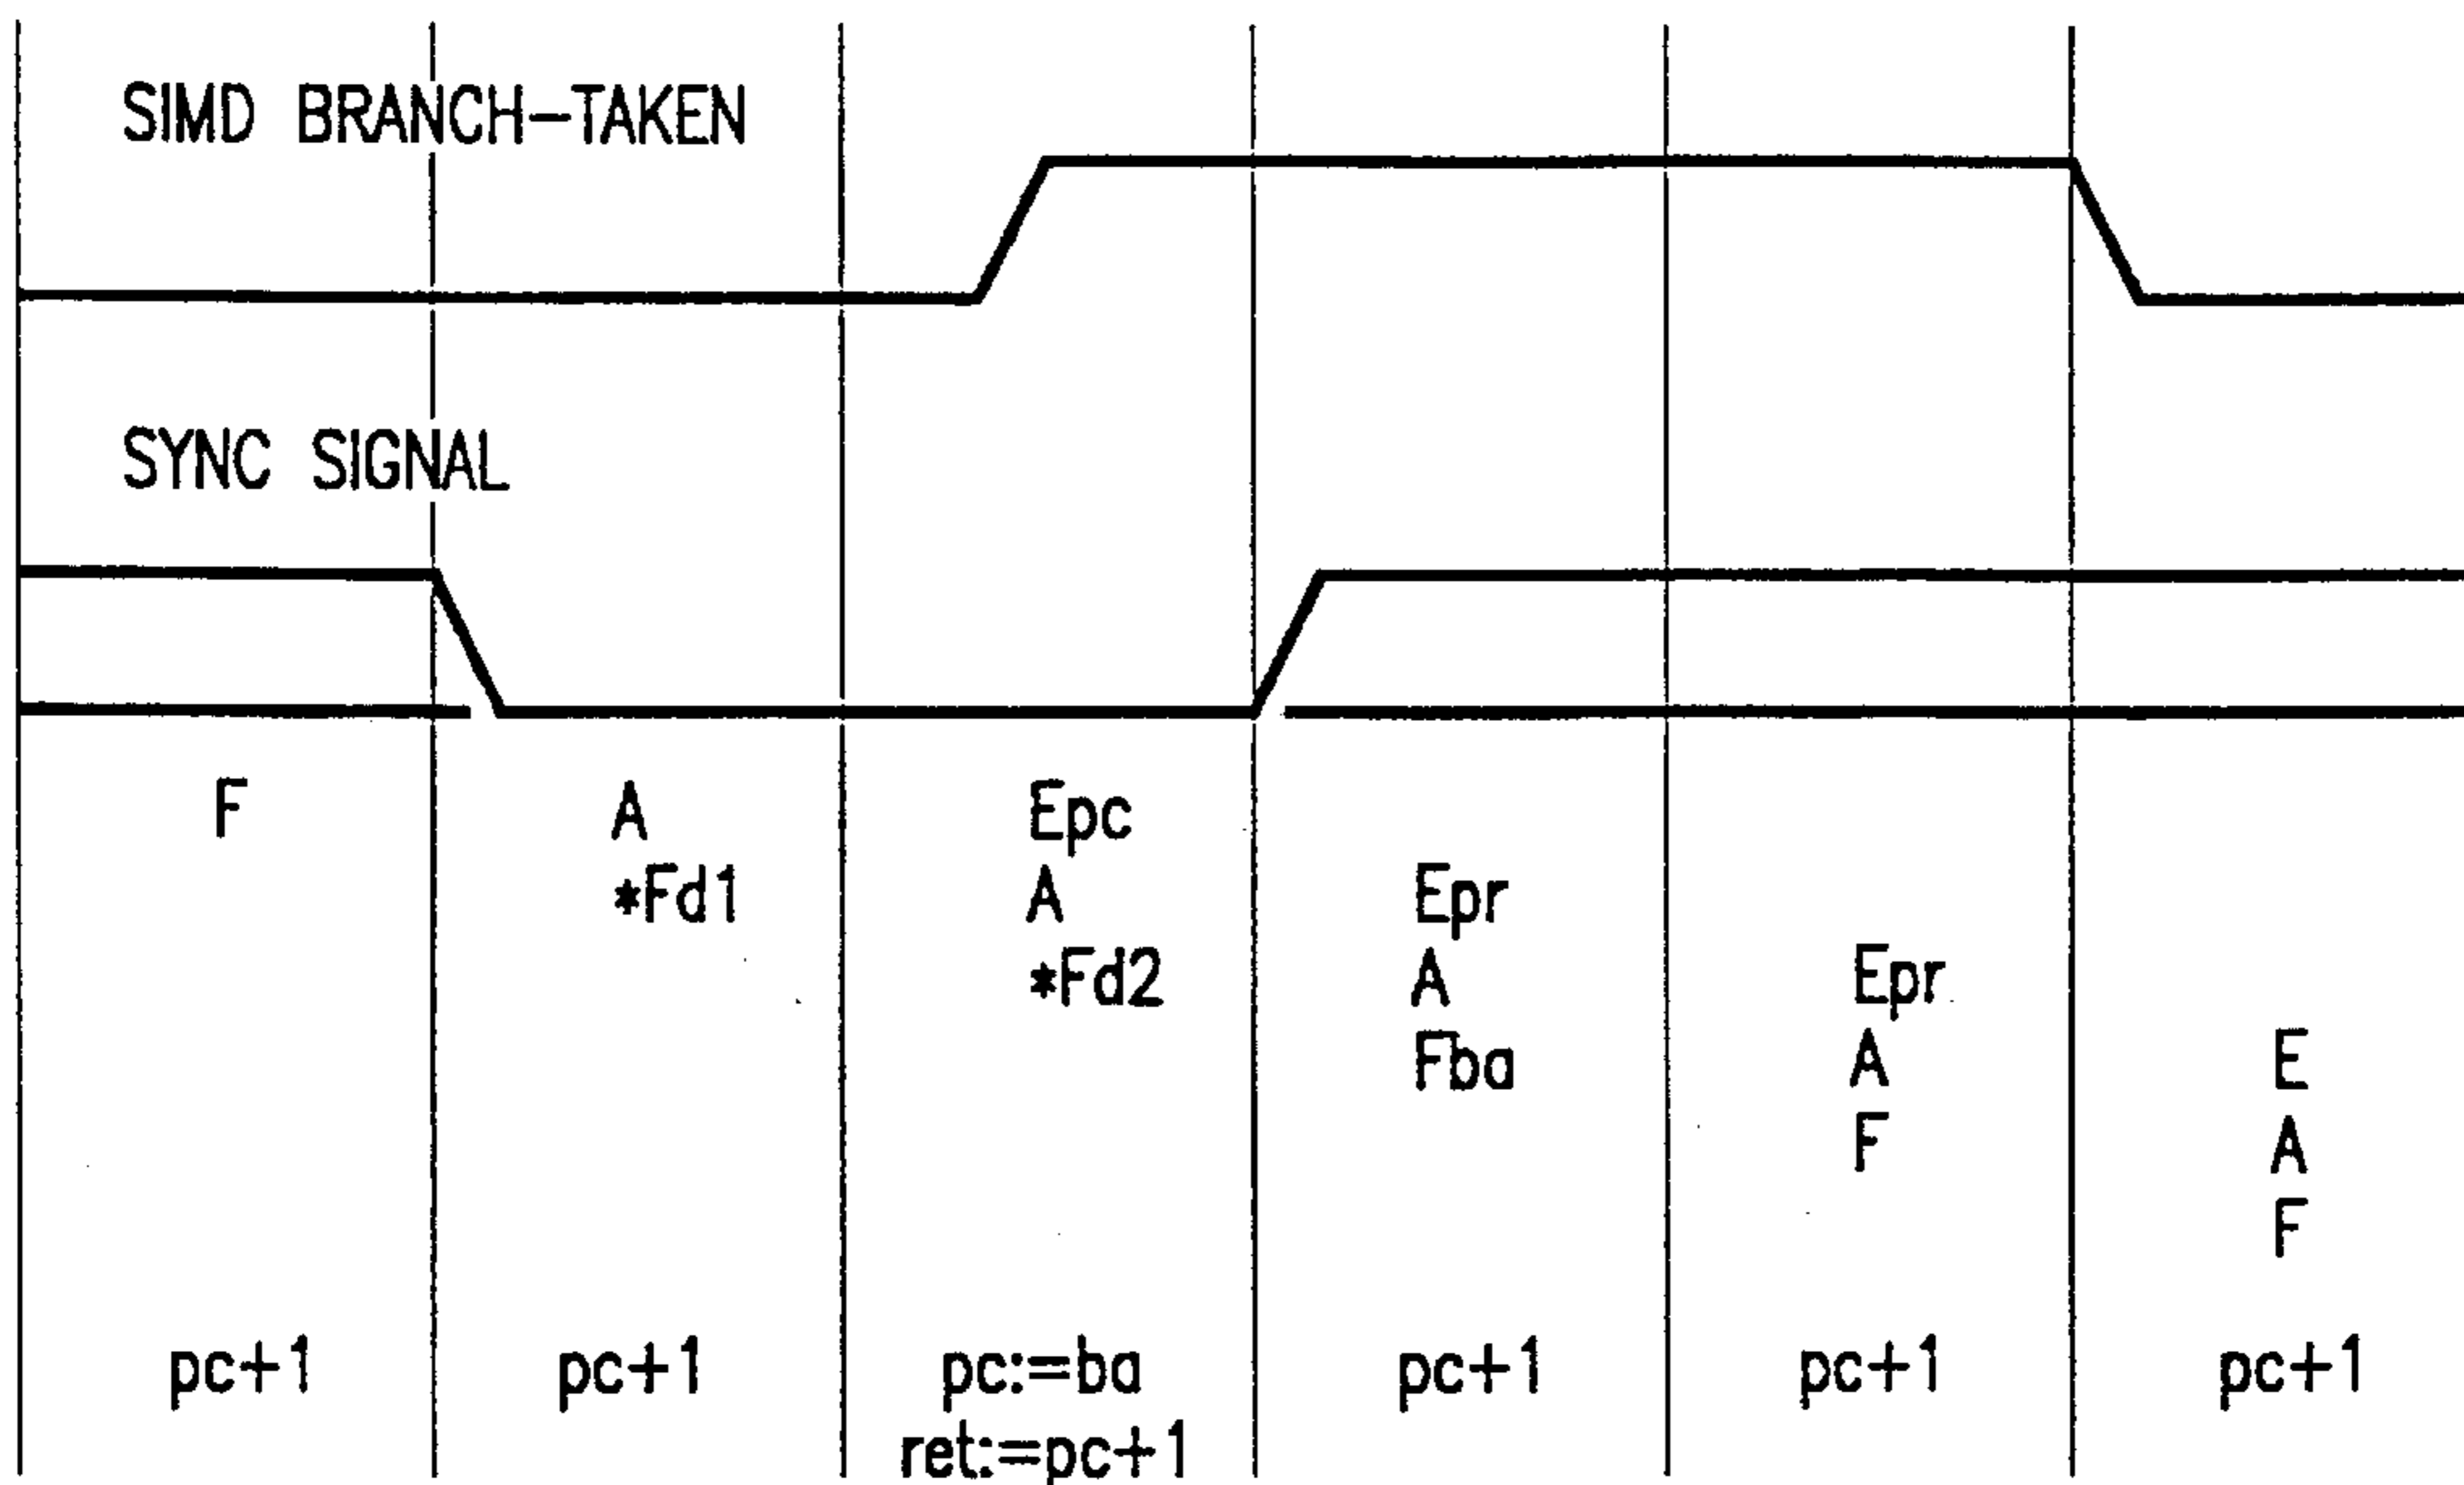 SIMD BRANCH-TAKEN
SYNC SIGNAL
F A Epc
*Fd1 A Epr
*Fd2 A Epr
Fba A E
F A
F
pc+1 pc+1 pc:=ba pc+1 pc+1 pc+1
ret:=pc+1